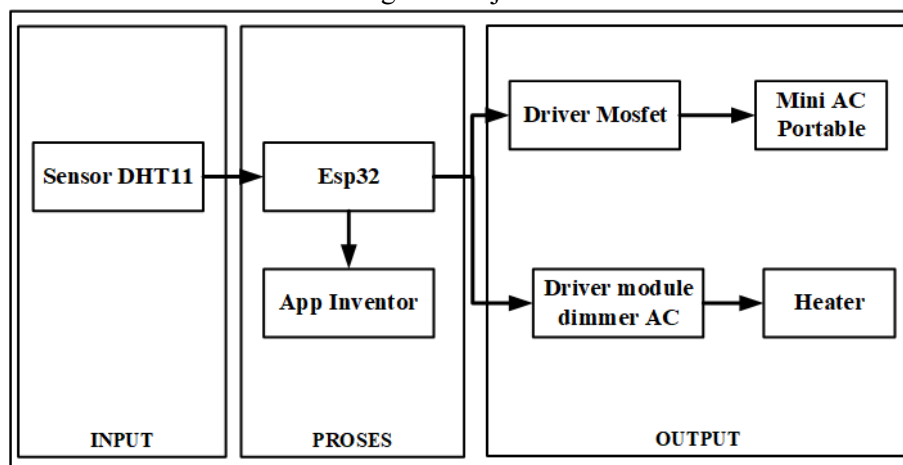 Sensor DHT11
INPUT
Esp32
App Inventor
PROSES
Driver Mosfet
Mini AC
Portable
Driver module
dimmer AC
Heater
OUTPUT